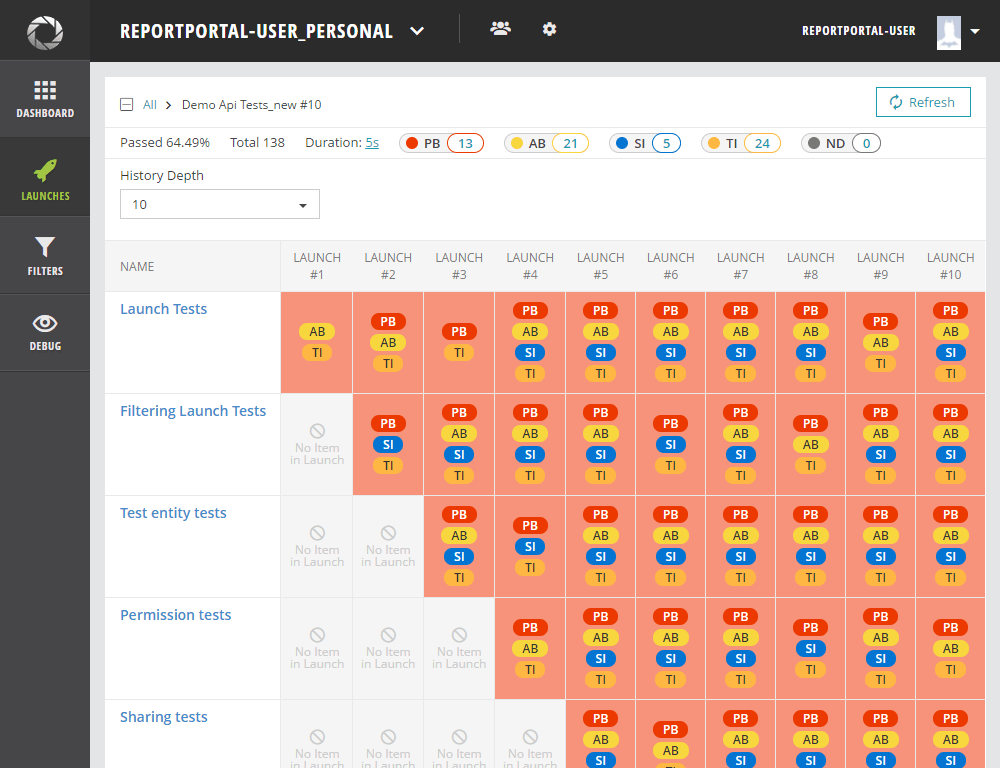 REPORTPORTAL-USER_PERSONAL
REPORTPORTAL-USER
DASHBOARD
LAUNCHES
FILTERS
DEBUG
All Demo Api Tests_new #10
Refresh
Passed 64.49% Total 138 Duration: 5s PB 13 AB 21 SI 5 TI 24 ND 0
History Depth
10
NAME
LAUNCH #1
LAUNCH #2
LAUNCH #3
LAUNCH #4
LAUNCH #5
LAUNCH #6
LAUNCH #7
LAUNCH #8
LAUNCH #9
LAUNCH #10
Launch Tests
AB TI
PB AB TI
PB TI
PB AB SI TI
PB AB SI TI
PB AB SI TI
PB AB SI TI
PB AB SI TI
PB AB TI
PB AB SI TI
Filtering Launch Tests
No Item in Launch
PB SI TI
PB AB SI TI
PB AB SI TI
PB AB SI TI
PB SI TI
PB AB SI TI
PB AB TI
PB AB SI TI
PB AB SI TI
Test entity tests
No Item in Launch
No Item in Launch
PB AB SI TI
PB SI TI
PB AB SI TI
PB AB SI TI
PB AB SI TI
PB AB SI TI
PB AB SI TI
PB AB SI TI
Permission tests
No Item in Launch
No Item in Launch
No Item in Launch
PB AB TI
PB AB SI TI
PB AB SI TI
PB AB SI TI
PB SI TI
PB AB SI TI
PB AB TI
Sharing tests
No Item in Launch
No Item in Launch
No Item in Launch
No Item in Launch
PB AB SI
PB AB
PB AB SI
PB AB SI
PB AB SI
PB AB SI